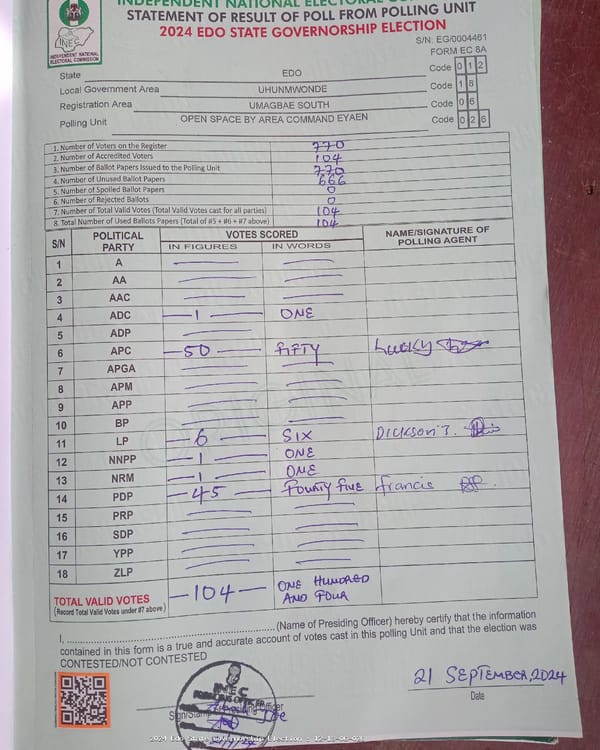 INDEPENDENT NATIONAL ELECTORAL
STATEMENT OF RESULT OF POLL FROM POLLING UNIT
2024 EDO STATE GOVERNORSHIP ELECTION
INEC
INDEPENDENT NATIONAL
ELECTORAL COMMISSION
S/N: EG/0004461
FORM EC 8A
State EDO Code 0 1 2
Local Government Area UHUNMWONDE Code 1 8
Registration Area UMAGBAE SOUTH Code 0 6
Polling Unit OPEN SPACE BY AREA COMMAND EYAEN Code 0 2 6
1. Number of Voters on the Register 770
2. Number of Accredited Voters 104
3. Number of Ballot Papers Issued to the Polling Unit 770
4. Number of Unused Ballot Papers 666
5. Number of Spoiled Ballot Papers 0
6. Number of Rejected Ballots 0
7. Number of Total Valid Votes (Total Valid Votes cast for all parties) 104
8. Total Number of Used Ballots Papers (Total of #5 + #6 + #7 above) 104
S/N POLITICAL PARTY VOTES SCORED NAME/SIGNATURE OF POLLING AGENT
IN FIGURES IN WORDS
1 A
2 AA
3 AAC
4 ADC 1 ONE
5 ADP
6 APC 50 FIFTY Lucky
7 APGA
8 APM
9 APP
10 BP
11 LP 6 SIX DICKSON T.
12 NNPP 1 ONE
13 NRM 1 ONE
14 PDP 45 FOURTY FIVE francis
15 PRP
16 SDP
17 YPP
18 ZLP
TOTAL VALID VOTES 104 ONE HUNDRED AND FOUR
(Record Total Valid Votes under #7 above)
I, (Name of Presiding Officer) hereby certify that the information
contained in this form is a true and accurate account of votes cast in this polling Unit and that the election was
CONTESTED/NOT CONTESTED
21 SEPTEMBER, 2024
Date
INEC
Sign/Stamp
2024 Edo State Governorship Election - 12-18-06-026